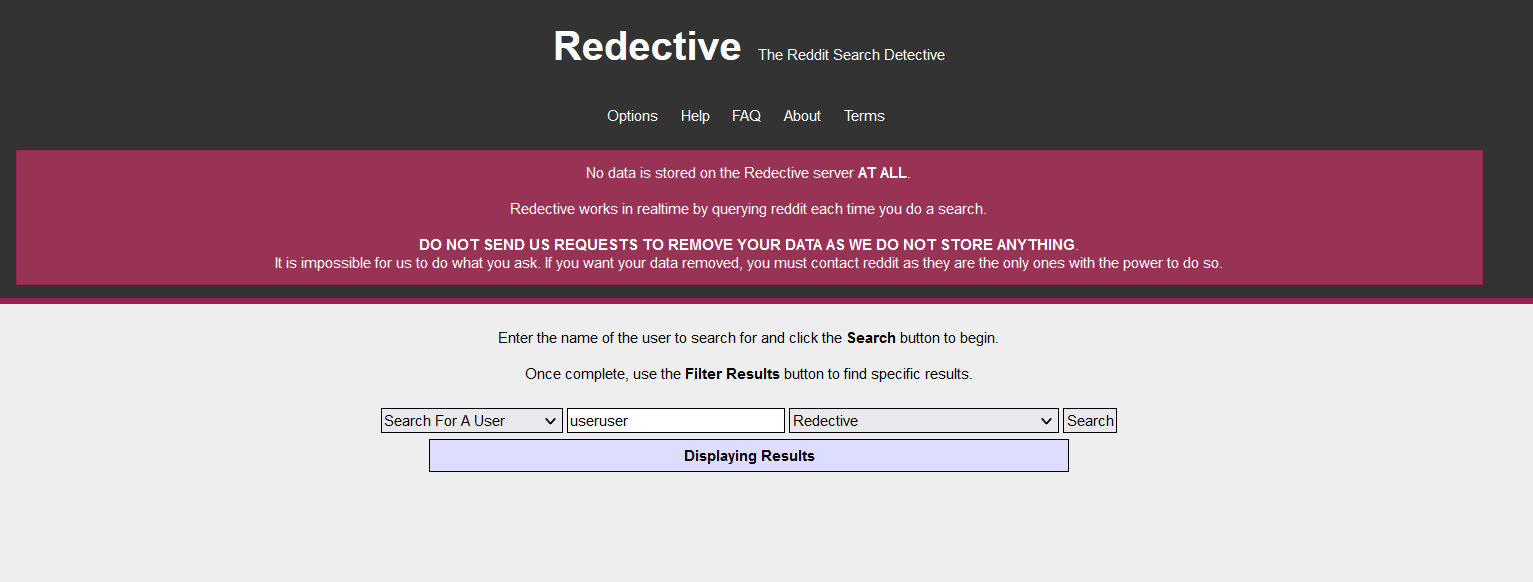 Redective The Reddit Search Detective
Options Help FAQ About Terms
No data is stored on the Redective server AT ALL.
Redective works in realtime by querying reddit each time you do a search.
DO NOT SEND US REQUESTS TO REMOVE YOUR DATA AS WE DO NOT STORE ANYTHING.
It is impossible for us to do what you ask. If you want your data removed, you must contact reddit as they are the only ones with the power to do so.
Enter the name of the user to search for and click the Search button to begin.
Once complete, use the Filter Results button to find specific results.
Search For A User useruser Redective Search
Displaying Results